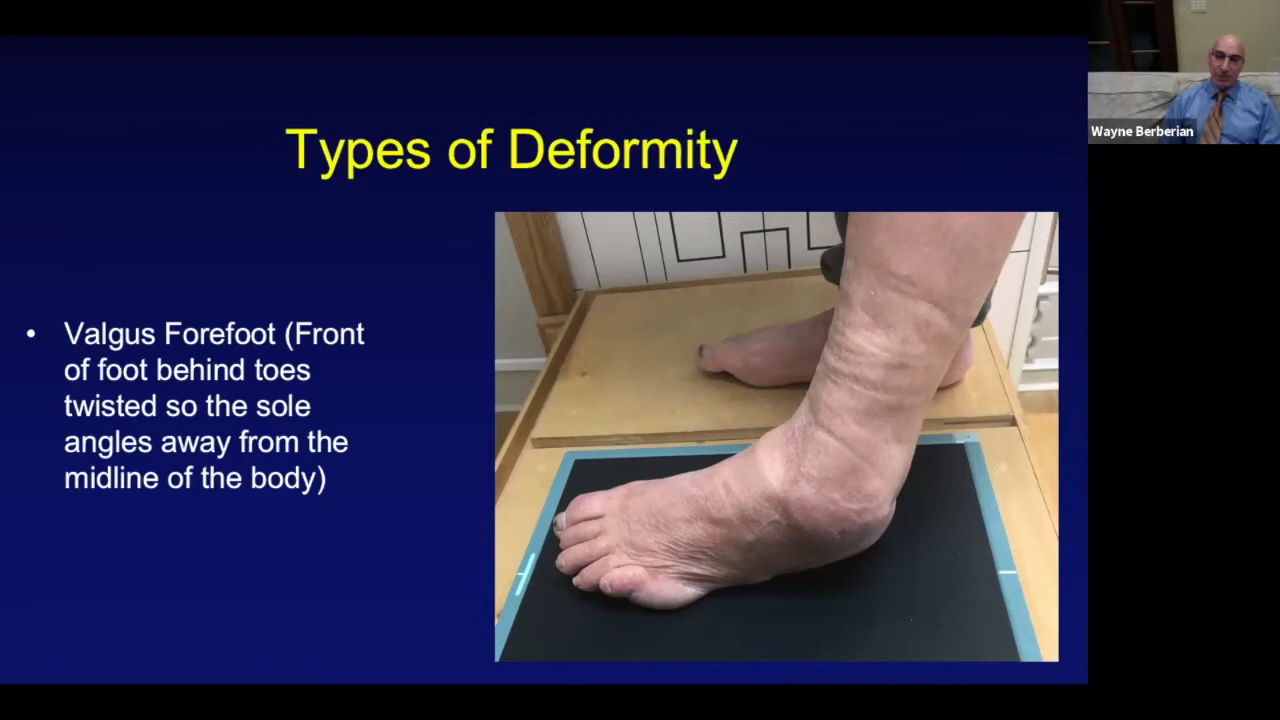 Types of Deformity
• Valgus Forefoot (Front
of foot behind toes
twisted so the sole
angles away from the
midline of the body)
Wayne Berberian